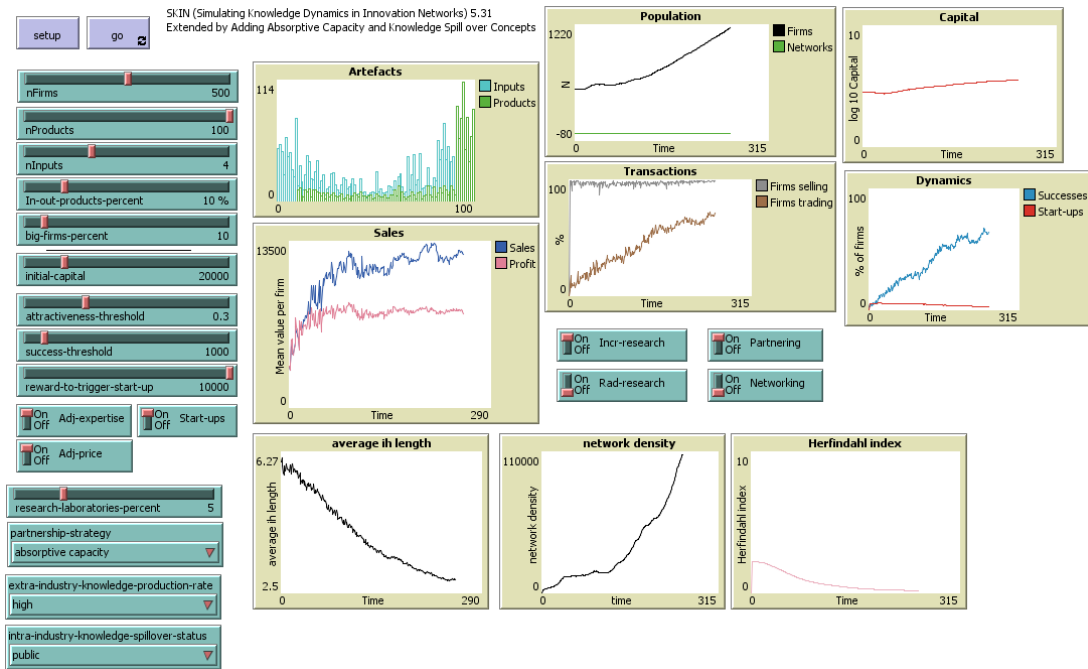 SKIN (Simulating Knowledge Dynamics in Innovation Networks) 5.31
Extended by Adding Absorptive Capacity and Knowledge Spill over Concepts
setup
go
nFirms 500
nProducts 100
nInputs 4
In-out-products-percent 10 %
big-firms-percent 10
initial-capital 20000
attractiveness-threshold 0.3
success-threshold 1000
reward-to-trigger-start-up 10000
On
Off
Adj-expertise
On
Off
Start-ups
On
Off
Adj-price
research-laboratories-percent 5
partnership-strategy
absorptive capacity
extra-industry-knowledge-production-rate
high
intra-industry-knowledge-spillover-status
public
Artefacts
114
0
0
100
Inputs
Products
Sales
13500
Mean value per firm
0
0
Time
290
Sales
Profit
Population
1220
N
-80
0
Time
315
Firms
Networks
Capital
10
log 10 Capital
0
0
Time
315
Transactions
100
%
0
0
Time
315
Firms selling
Firms trading
Dynamics
100
% of firms
0
0
Time
315
Successes
Start-ups
On
Off
Incr-research
On
Off
Partnering
On
Off
Rad-research
On
Off
Networking
average ih length
6.27
average ih length
2.5
0
Time
290
network density
110000
network density
0
0
time
315
Herfindahl index
10
Herfindahl index
0
0
Time
315